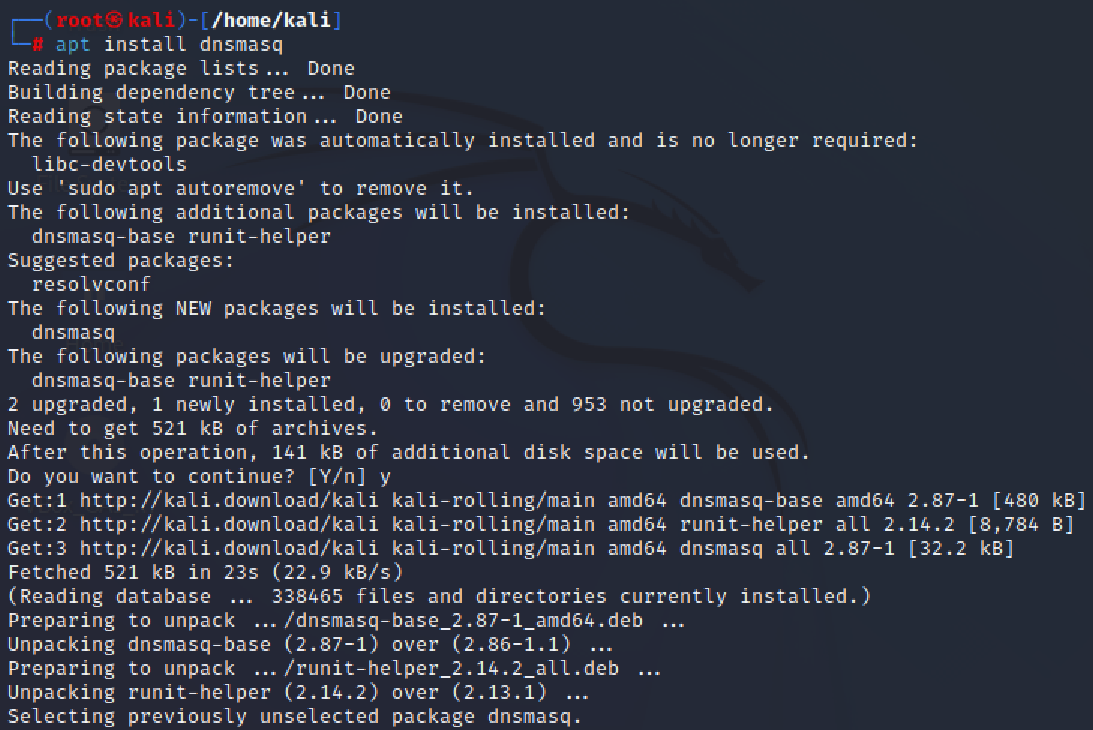 ┌──(root㉿kali)-[/home/kali]
└─# apt install dnsmasq
Reading package lists... Done
Building dependency tree... Done
Reading state information... Done
The following package was automatically installed and is no longer required:
  libc-devtools
Use 'sudo apt autoremove' to remove it.
The following additional packages will be installed:
  dnsmasq-base runit-helper
Suggested packages:
  resolvconf
The following NEW packages will be installed:
  dnsmasq
The following packages will be upgraded:
  dnsmasq-base runit-helper
2 upgraded, 1 newly installed, 0 to remove and 953 not upgraded.
Need to get 521 kB of archives.
After this operation, 141 kB of additional disk space will be used.
Do you want to continue? [Y/n] y
Get:1 http://kali.download/kali kali-rolling/main amd64 dnsmasq-base amd64 2.87-1 [480 kB]
Get:2 http://kali.download/kali kali-rolling/main amd64 runit-helper all 2.14.2 [8,784 B]
Get:3 http://kali.download/kali kali-rolling/main amd64 dnsmasq all 2.87-1 [32.2 kB]
Fetched 521 kB in 23s (22.9 kB/s)
(Reading database ... 338465 files and directories currently installed.)
Preparing to unpack .../dnsmasq-base_2.87-1_amd64.deb ...
Unpacking dnsmasq-base (2.87-1) over (2.86-1.1) ...
Preparing to unpack .../runit-helper_2.14.2_all.deb ...
Unpacking runit-helper (2.14.2) over (2.13.1) ...
Selecting previously unselected package dnsmasq.